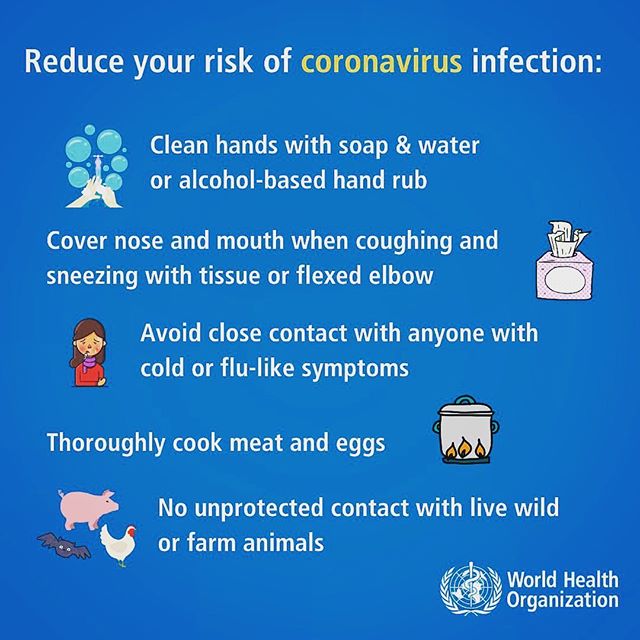 Reduce your risk of coronavirus infection:
Clean hands with soap & water
or alcohol-based hand rub
Cover nose and mouth when coughing and
sneezing with tissue or flexed elbow
Avoid close contact with anyone with
cold or flu-like symptoms
Thoroughly cook meat and eggs
No unprotected contact with live wild
or farm animals
World Health
Organization